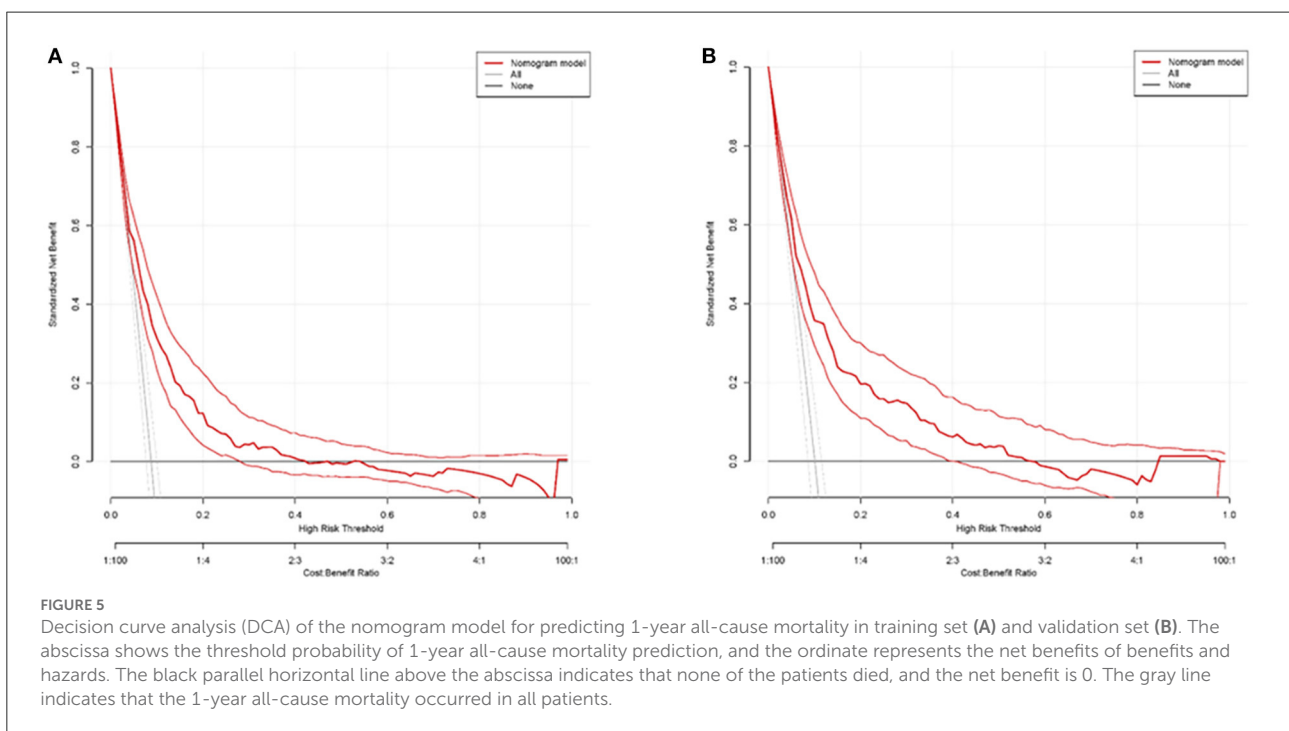 A
Nomogram model
All
None
1.0
0.8
0.6
0.4
0.2
0.0
Standardized Net Benefit
0.0 0.2 0.4 0.6 0.8 1.0
High Risk Threshold
1:100 1:4 2:3 3:2 4:1 100:1
Cost:Benefit Ratio
B
Nomogram model
All
None
1.0
0.8
0.6
0.4
0.2
0.0
Standardized Net Benefit
0.0 0.2 0.4 0.6 0.8 1.0
High Risk Threshold
1:100 1:4 2:3 3:2 4:1 100:1
Cost:Benefit Ratio
FIGURE 5
Decision curve analysis (DCA) of the nomogram model for predicting 1-year all-cause mortality in training set (A) and validation set (B). The
abscissa shows the threshold probability of 1-year all-cause mortality prediction, and the ordinate represents the net benefits of benefits and
hazards. The black parallel horizontal line above the abscissa indicates that none of the patients died, and the net benefit is 0. The gray line
indicates that the 1-year all-cause mortality occurred in all patients.